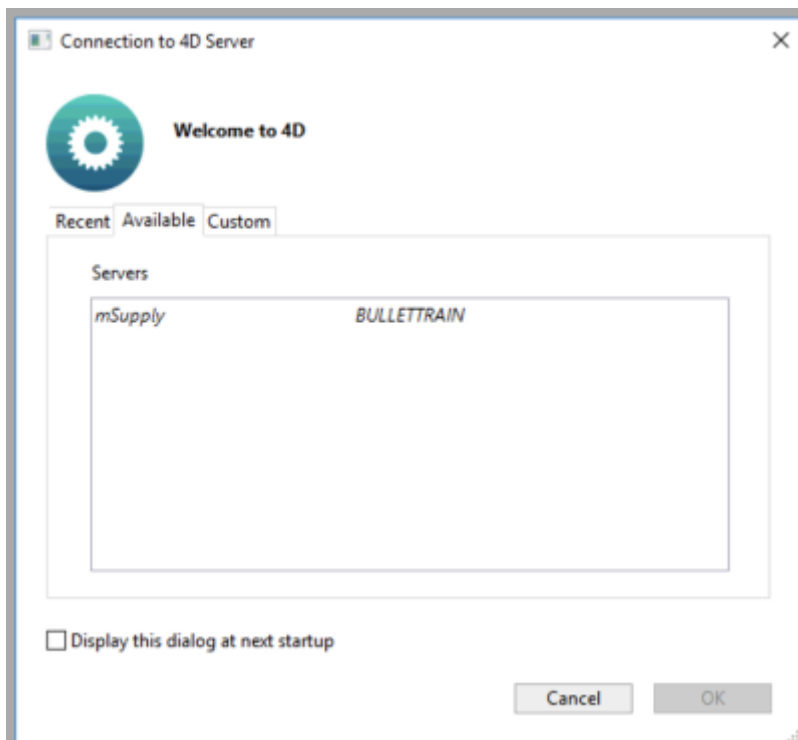 Connection to 4D Server
Welcome to 4D
Recent Available Custom
Servers
mSupply BULLETTRAIN
Display this dialog at next startup
Cancel OK